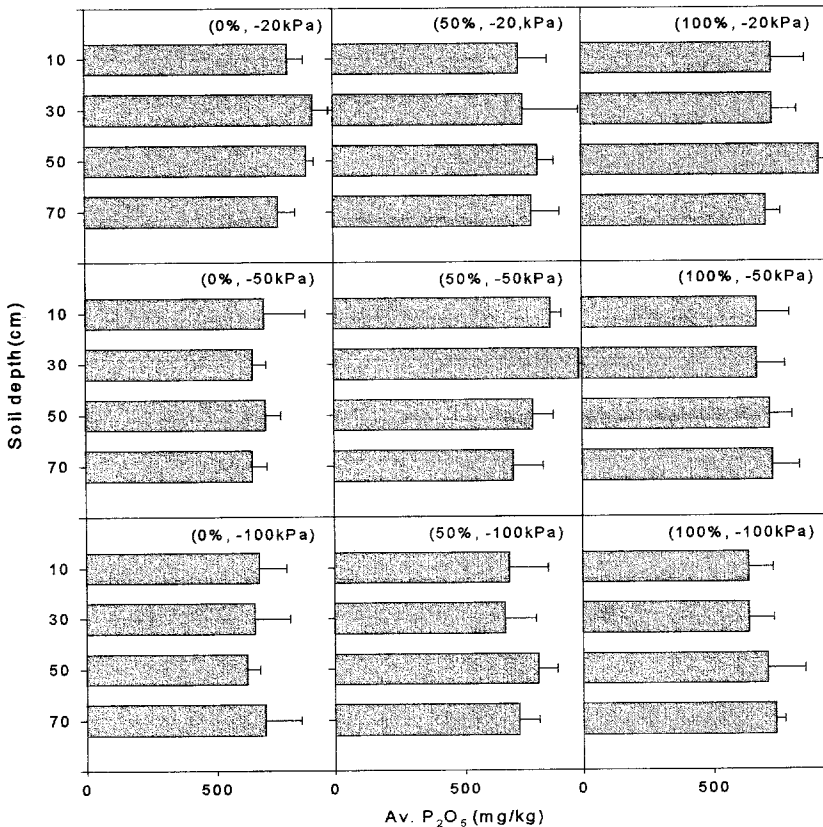 (0%, -20kPa) (50%, -20,kPa) (100%, -20kPa)
10
30
50
70
(0%, -50kPa) (50%, -50kPa) (100%, -50kPa)
10
30
50
70
(0%, -100kPa) (50%, -100kPa) (100%, -100kPa)
10
30
50
70
Soil depth(cm)
0 500 0 500 0 500
Av. P₂O₅(mg/kg)